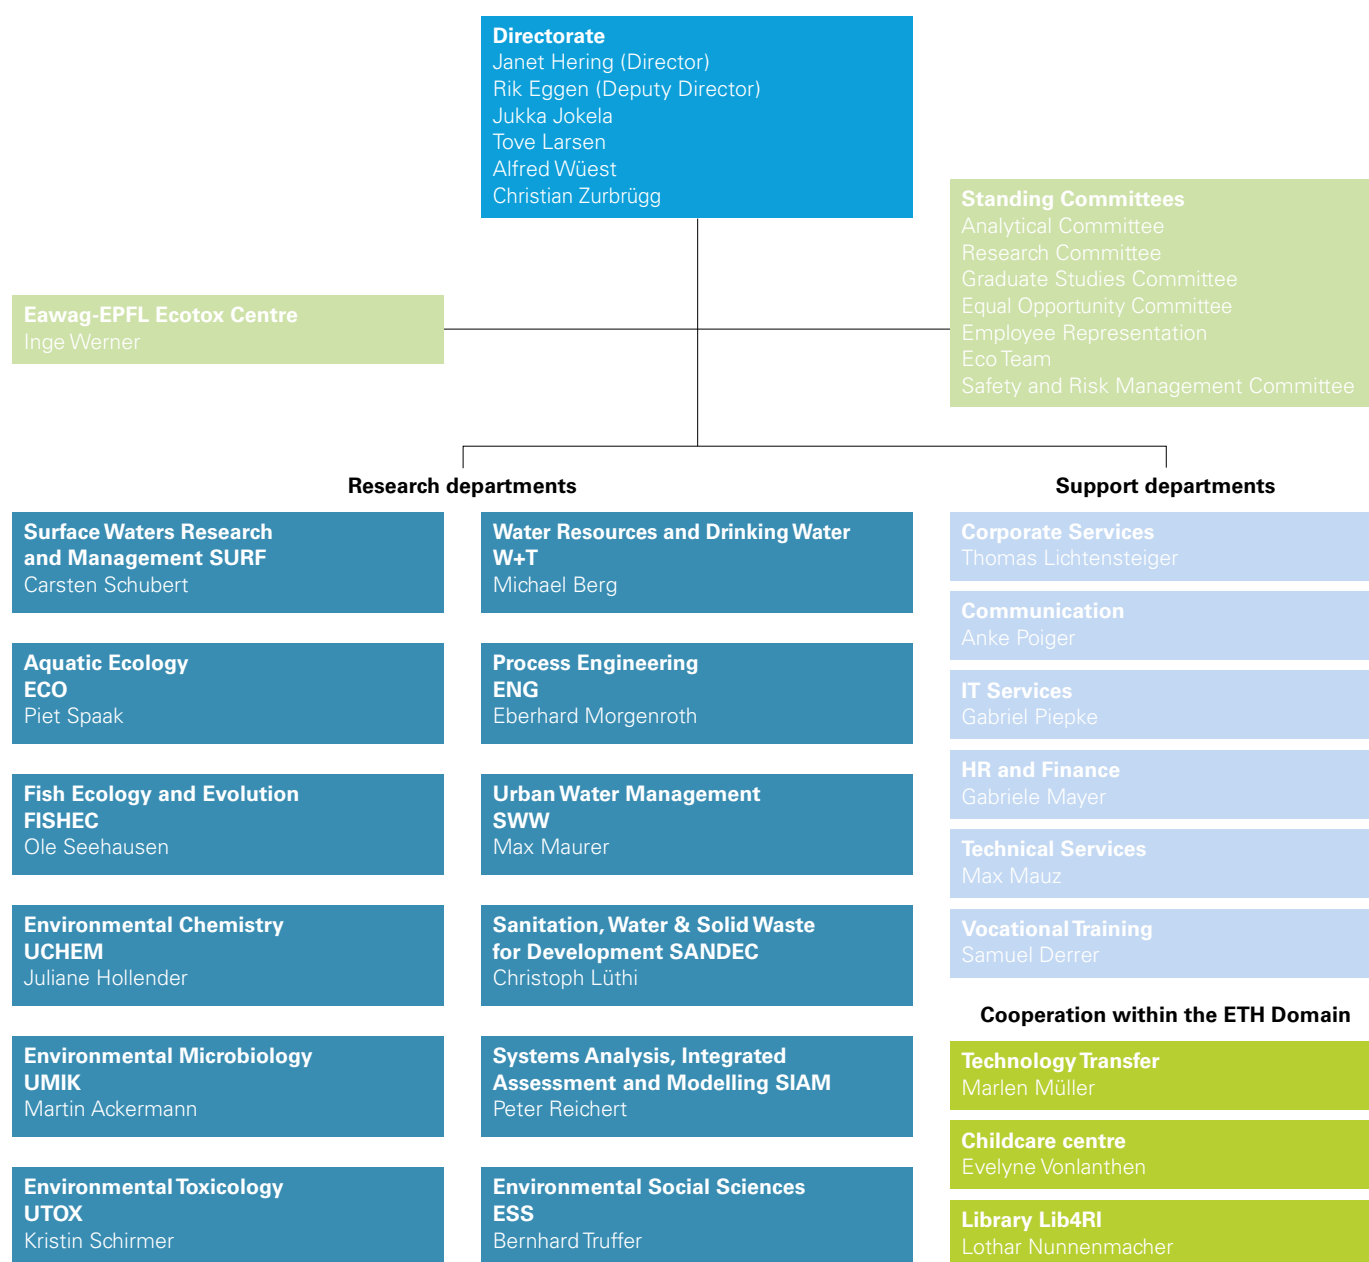 Directorate
Janet Hering (Director)
Rik Eggen (Deputy Director)
Jukka Jokela
Tove Larsen
Alfred Wüest
Christian Zurbrügg
Standing Committees
Analytical Committee
Research Committee
Graduate Studies Committee
Equal Opportunity Committee
Employee Representation
Eco Team
Safety and Risk Management Committee
Eawag-EPFL Ecotox Centre
Inge Werner
Research departments
Surface Waters Research
and Management SURF
Carsten Schubert
Water Resources and Drinking Water
W+T
Michael Berg
Aquatic Ecology
ECO
Piet Spaak
Process Engineering
ENG
Eberhard Morgenroth
Fish Ecology and Evolution
FISHEC
Ole Seehausen
Urban Water Management
SWW
Max Maurer
Environmental Chemistry
UCHEM
Juliane Hollender
Sanitation, Water & Solid Waste
for Development SANDEC
Christoph Lüthi
Environmental Microbiology
UMIK
Martin Ackermann
Systems Analysis, Integrated
Assessment and Modelling SIAM
Peter Reichert
Environmental Toxicology
UTOX
Kristin Schirmer
Environmental Social Sciences
ESS
Bernhard Truffer
Support departments
Corporate Services
Thomas Lichtensteiger
Communication
Anke Poiger
IT Services
Gabriel Piepke
HR and Finance
Gabriele Mayer
Technical Services
Max Mauz
Vocational Training
Samuel Derrer
Cooperation within the ETH Domain
Technology Transfer
Marlen Müller
Childcare centre
Evelyne Vonlanthen
Library Lib4RI
Lothar Nunnenmacher